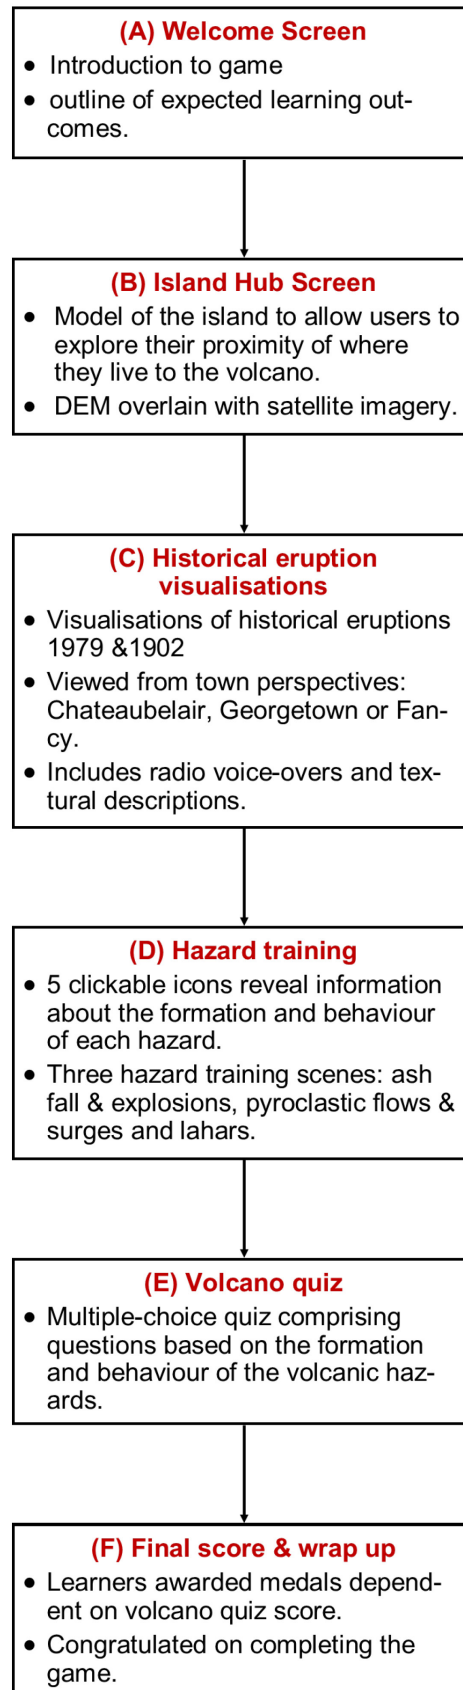 (A) Welcome Screen
• Introduction to game
• outline of expected learning out-
comes.
(B) Island Hub Screen
• Model of the island to allow users to
explore their proximity of where
they live to the volcano.
• DEM overlain with satellite imagery.
(C) Historical eruption
visualisations
• Visualisations of historical eruptions
1979 &1902
• Viewed from town perspectives:
Chateaubelair, Georgetown or Fan-
cy.
• Includes radio voice-overs and tex-
tural descriptions.
(D) Hazard training
• 5 clickable icons reveal information
about the formation and behaviour
of each hazard.
• Three hazard training scenes: ash
fall & explosions, pyroclastic flows &
surges and lahars.
(E) Volcano quiz
• Multiple-choice quiz comprising
questions based on the formation
and behaviour of the volcanic haz-
ards.
(F) Final score & wrap up
• Learners awarded medals depend-
ent on volcano quiz score.
• Congratulated on completing the
game.